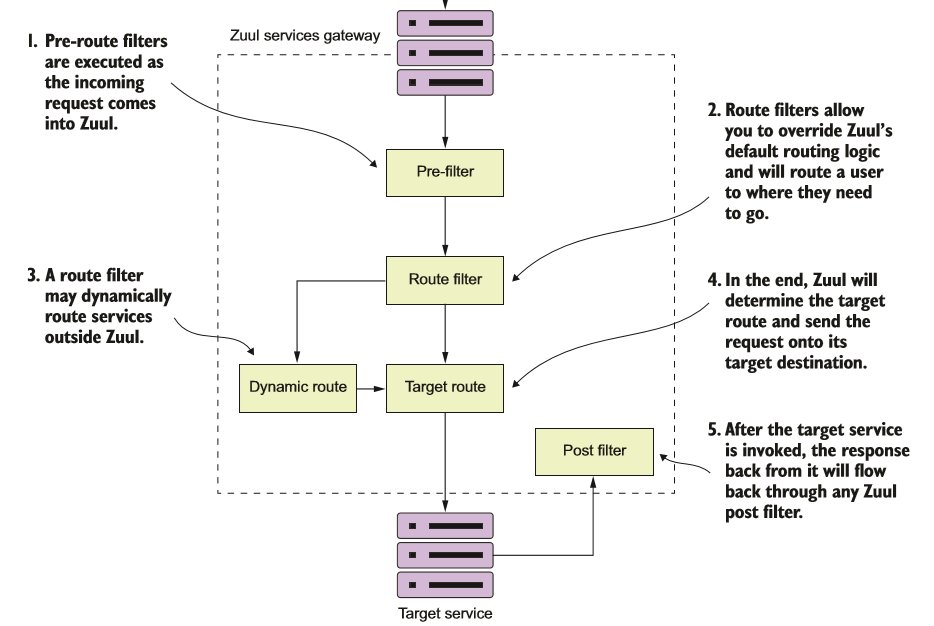 Zuul services gateway
1. Pre-route filters
are executed as
the incoming
request comes
into Zuul.
Pre-filter
2. Route filters allow
you to override Zuul's
default routing logic
and will route a user
to where they need
to go.
Route filter
3. A route filter
may dynamically
route services
outside Zuul.
4. In the end, Zuul will
determine the target
route and send the
request onto its
target destination.
Dynamic route
Target route
5. After the target service
is invoked, the response
back from it will flow
back through any Zuul
post filter.
Post filter
Target service